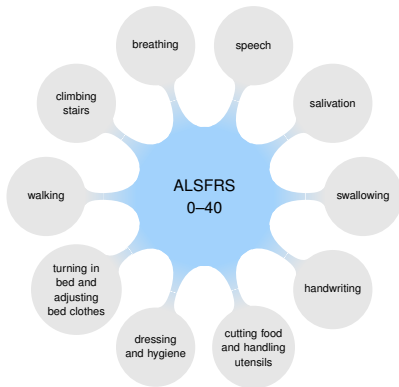 ALSFRS
0–40
breathing
speech
salivation
swallowing
handwriting
cutting food
and handling
utensils
dressing
and hygiene
turning in
bed and
adjusting
bed clothes
walking
climbing
stairs